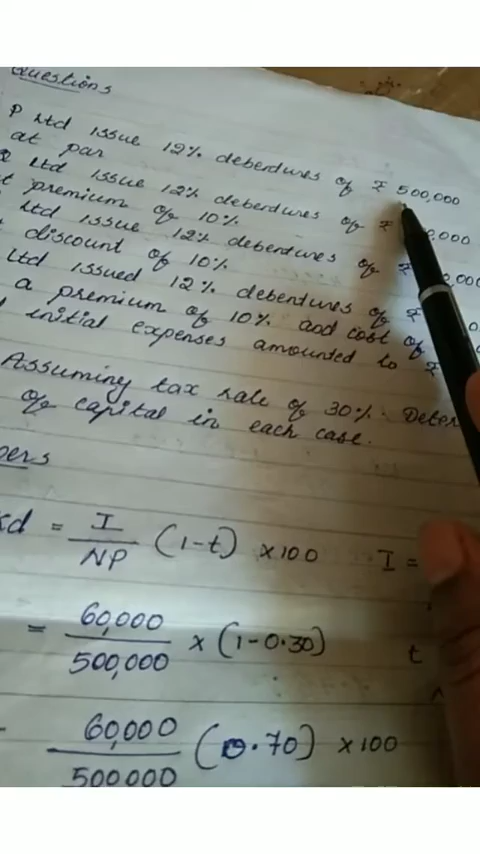 Questions
P Ltd issue 12% debentures of ₹ 500,000
at par
Ltd issue 12% debentures of ₹
premium of 10%
Ltd issue 12% debentures of ₹
discount of 10%
Ltd issued 12% debentures of ₹
a premium of 10% and cost of
initial expenses amounted to ₹
Assuming tax rate of 30%.
of capital in each case.
Kd = I/NP (1-t) ×100 I =
= 60,000/500,000 × (1-0.30) t
60,000/500000 (0.70) ×100